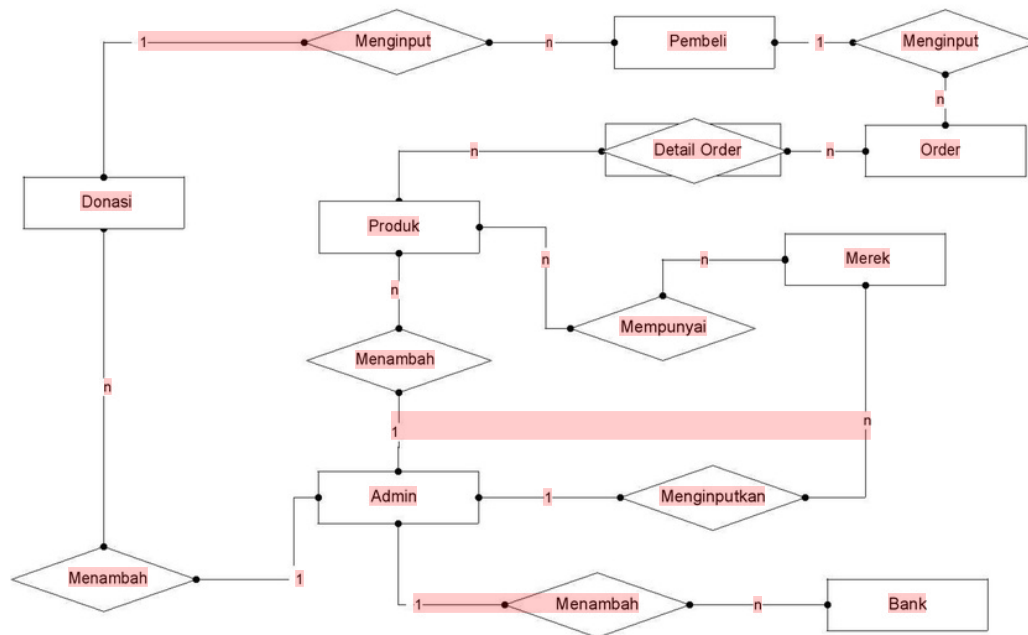 1 Menginput n Pembeli 1 Menginput
n
n Detail Order n Order
Donasi
Produk
n Merek
n
n
Mempunyai
Menambah
n
1 n
Admin 1 Menginputkan
Menambah 1
1 Menambah n Bank